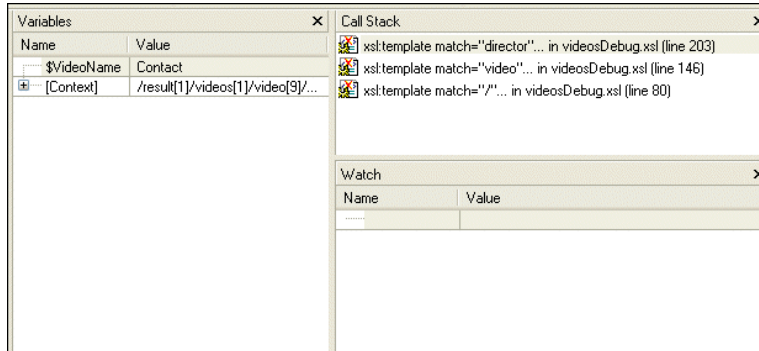 Variables
Name Value
$VideoName Contact
[Context] /result[1]/videos[1]/video[9]/...
Call Stack
xsl:template match="director"... in videosDebug.xsl (line 203)
xsl:template match="video"... in videosDebug.xsl (line 146)
xsl:template match="/"... in videosDebug.xsl (line 80)
Watch
Name Value